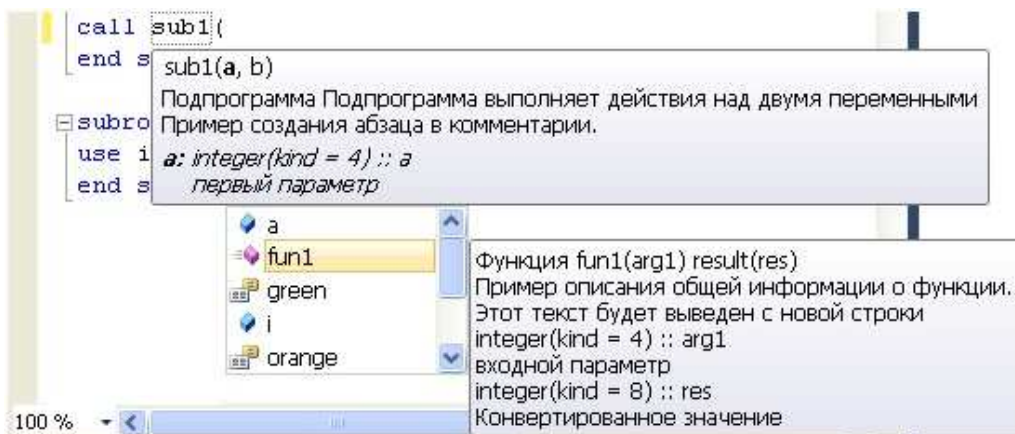 call sub1(
end s
sub1(a, b)
Подпрограмма Подпрограмма выполняет действия над двумя переменными
Пример создания абзаца в комментарии.
a: integer(kind = 4) :: a
первый параметр
subro
use i
end s
a
fun1
green
i
orange
Функция fun1(arg1) result(res)
Пример описания общей информации о функции.
Этот текст будет выведен с новой строки
integer(kind = 4) :: arg1
входной параметр
integer(kind = 8) :: res
Конвертированное значение
100 %